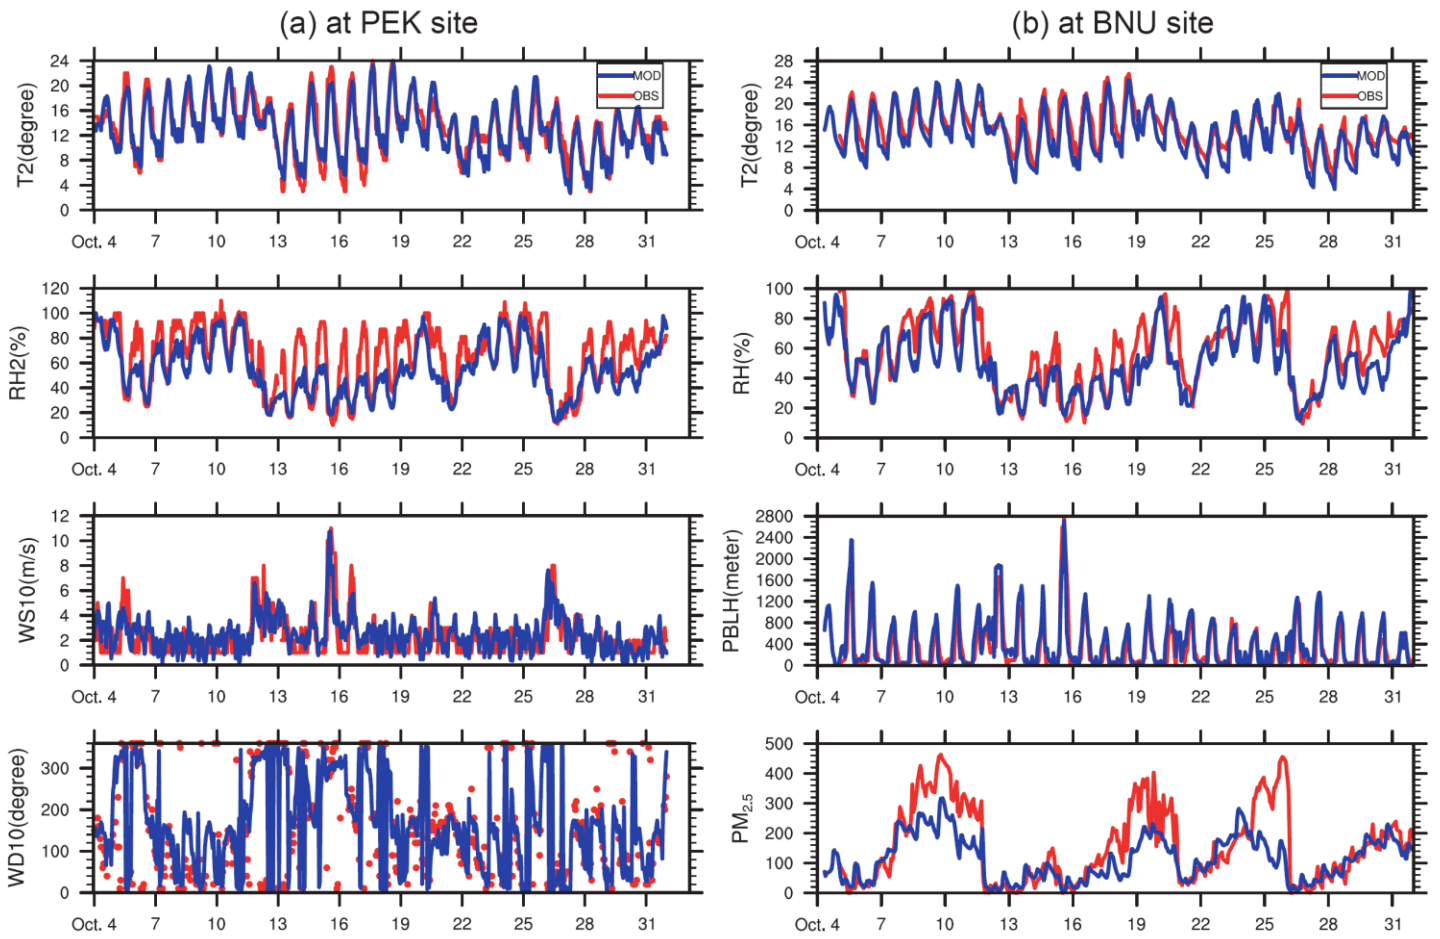 (a) at PEK site
(b) at BNU site
T2(degree)
24
20
16
12
8
4
0
MOD
OBS
Oct. 4 7 10 13 16 19 22 25 28 31
T2(degree)
28
24
20
16
12
8
4
0
MOD
OBS
Oct. 4 7 10 13 16 19 22 25 28 31
RH2(%)
120
100
80
60
40
20
0
Oct. 4 7 10 13 16 19 22 25 28 31
RH(%)
100
80
60
40
20
0
Oct. 4 7 10 13 16 19 22 25 28 31
WS10(m/s)
12
10
8
6
4
2
0
Oct. 4 7 10 13 16 19 22 25 28 31
PBLH(meter)
2800
2400
2000
1600
1200
800
400
0
Oct. 4 7 10 13 16 19 22 25 28 31
WD10(degree)
300
200
100
0
Oct. 4 7 10 13 16 19 22 25 28 31
PM2.5
500
400
300
200
100
0
Oct. 4 7 10 13 16 19 22 25 28 31